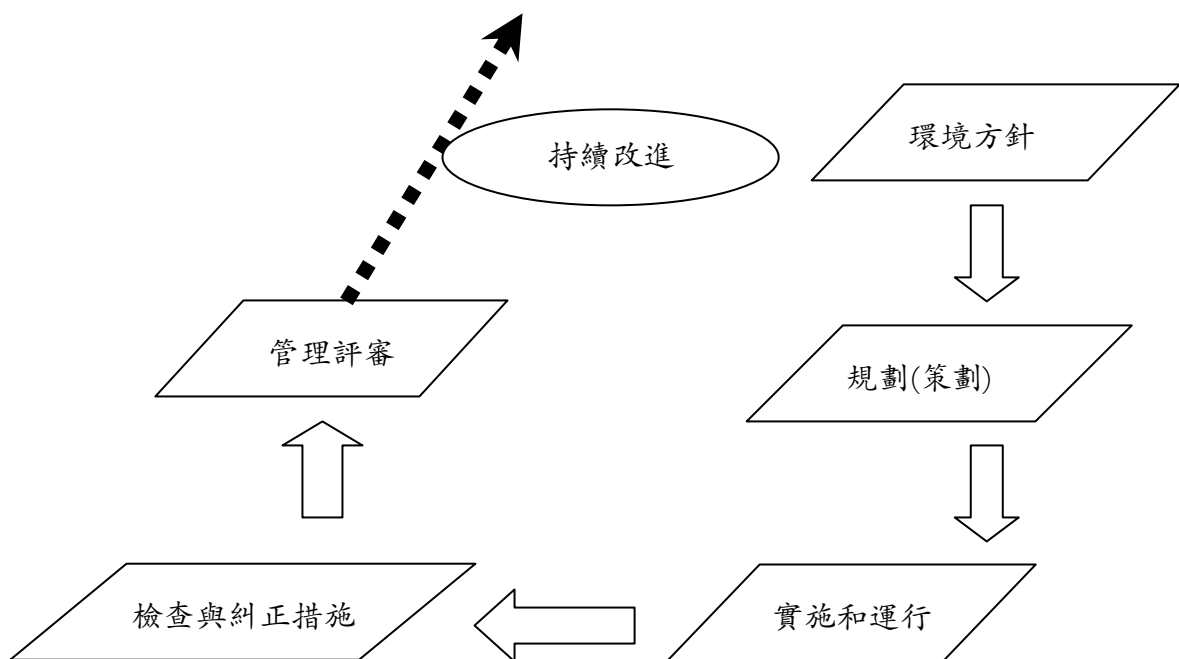 持續改進
環境方針
管理評審
規劃(策劃)
檢查與糾正措施
實施和運行